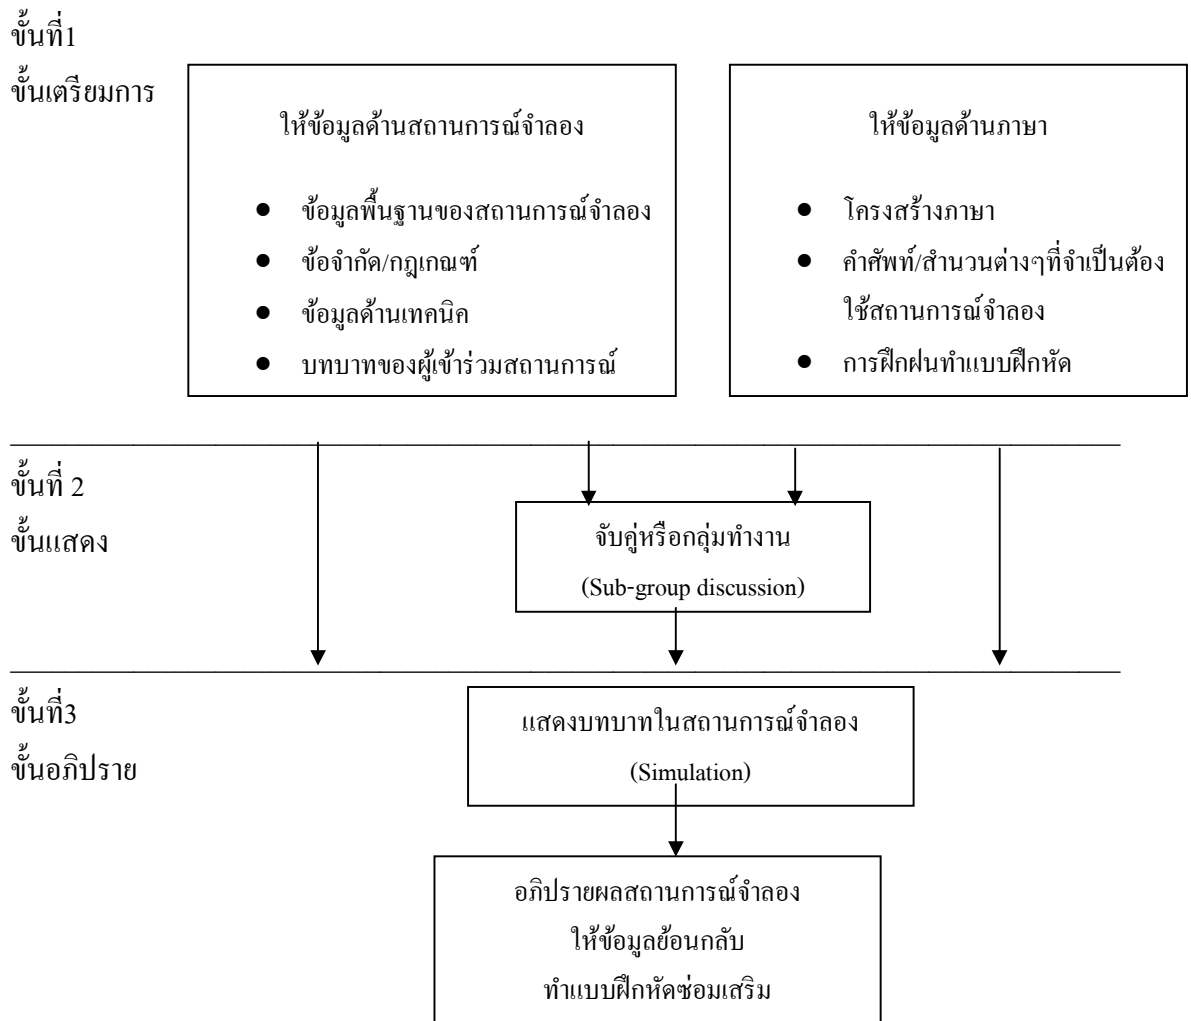 ขั้นที่1
ขั้นเตรียมการ
ให้ข้อมูลด้านสถานการณ์จำลอง
● ข้อมูลพื้นฐานของสถานการณ์จำลอง
● ข้อจำกัด/กฎเกณฑ์
● ข้อมูลด้านเทคนิค
● บทบาทของผู้เข้าร่วมสถานการณ์
ให้ข้อมูลด้านภาษา
● โครงสร้างภาษา
● คำศัพท์/สำนวนต่างๆที่จำเป็นต้อง
ใช้สถานการณ์จำลอง
● การฝึกฝนทำแบบฝึกหัด
ขั้นที่ 2
ขั้นแสดง
จับคู่หรือกลุ่มทำงาน
(Sub-group discussion)
ขั้นที่3
ขั้นอภิปราย
แสดงบทบาทในสถานการณ์จำลอง
(Simulation)
อภิปรายผลสถานการณ์จำลอง
ให้ข้อมูลย้อนกลับ
ทำแบบฝึกหัดซ่อมเสริม